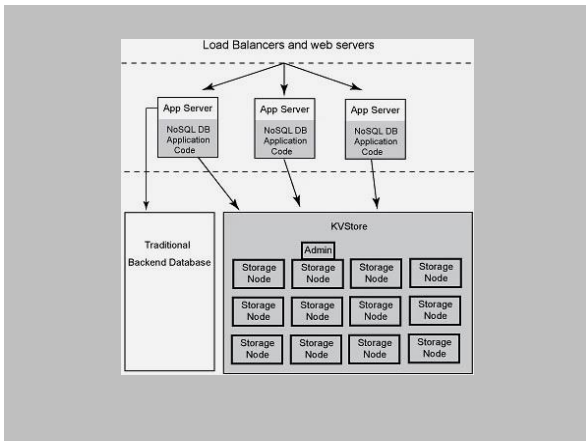 Load Balancers and web servers
App Server
App Server
App Server
NoSQL DB
Application
Code
NoSQL DB
Application
Code
NoSQL DB
Application
Code
Traditional
Backend Database
KVStore
Admin
Storage
Node
Storage
Node
Storage
Node
Storage
Node
Storage
Node
Storage
Node
Storage
Node
Storage
Node
Storage
Node
Storage
Node
Storage
Node
Storage
Node